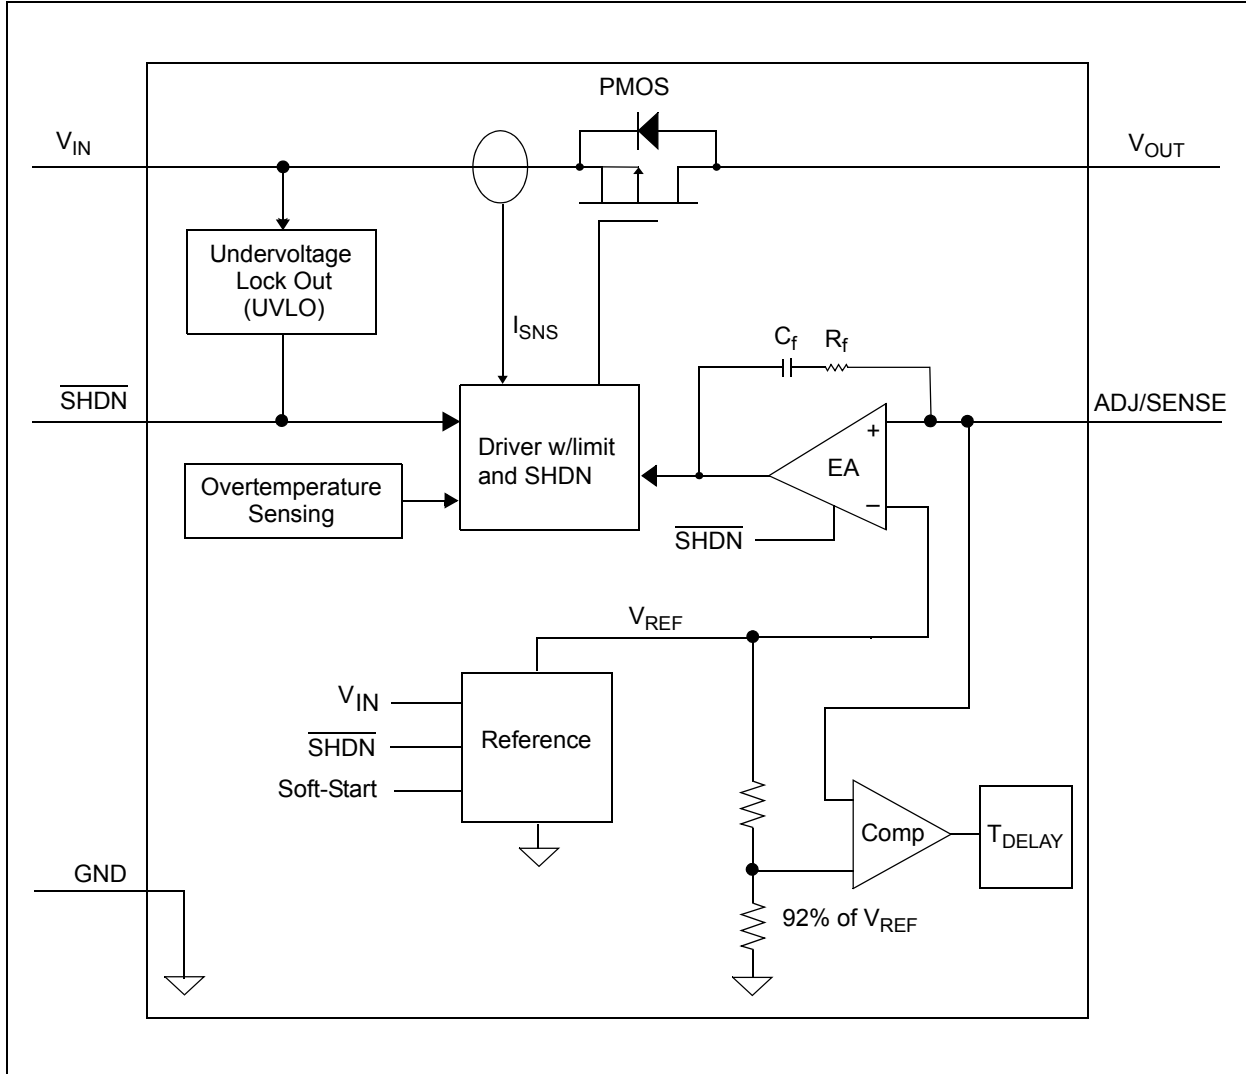 PMOS
V_IN
V_OUT
Undervoltage
Lock Out
(UVLO)
I_SNS
C_f
R_f
SHDN
ADJ/SENSE
+
EA
−
Driver w/limit
and SHDN
Overtemperature
Sensing
SHDN
V_REF
V_IN
SHDN
Soft-Start
Reference
Comp
T_DELAY
GND
92% of V_REF